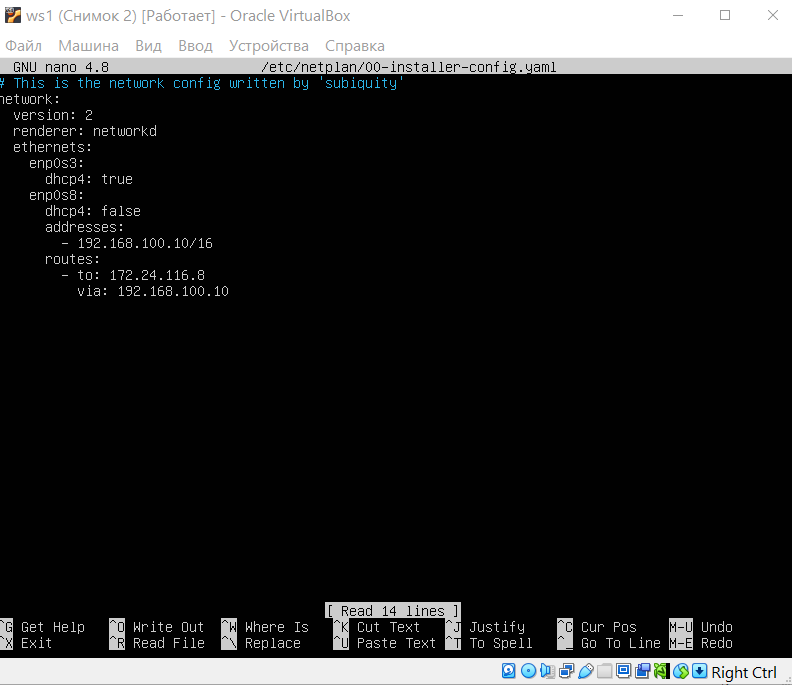 ws1 (Снимок 2) [Работает] - Oracle VirtualBox
Файл Машина Вид Ввод Устройства Справка
GNU nano 4.8 /etc/netplan/00-installer-config.yaml
# This is the network config written by 'subiquity'
network:
  version: 2
  renderer: networkd
  ethernets:
    enp0s3:
      dhcp4: true
    enp0s8:
      dhcp4: false
      addresses:
        - 192.168.100.10/16
      routes:
        - to: 172.24.116.8
          via: 192.168.100.10
[ Read 14 lines ]
^G Get Help ^O Write Out ^W Where Is ^K Cut Text ^J Justify ^C Cur Pos M-U Undo
^X Exit ^R Read File ^\ Replace ^U Paste Text ^T To Spell ^_ Go To Line M-E Redo
Right Ctrl